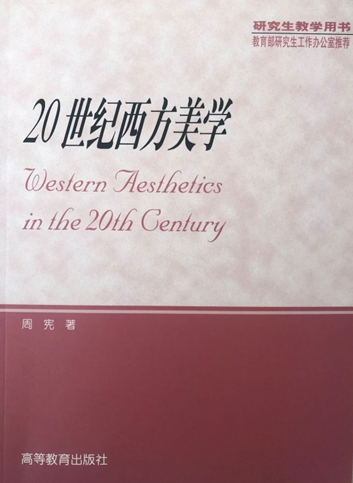 研究生教学用书
教育部研究生工作办公室推荐
20世纪西方美学
Western Aesthetics
in the 20th Century
周 宪 著
高等教育出版社